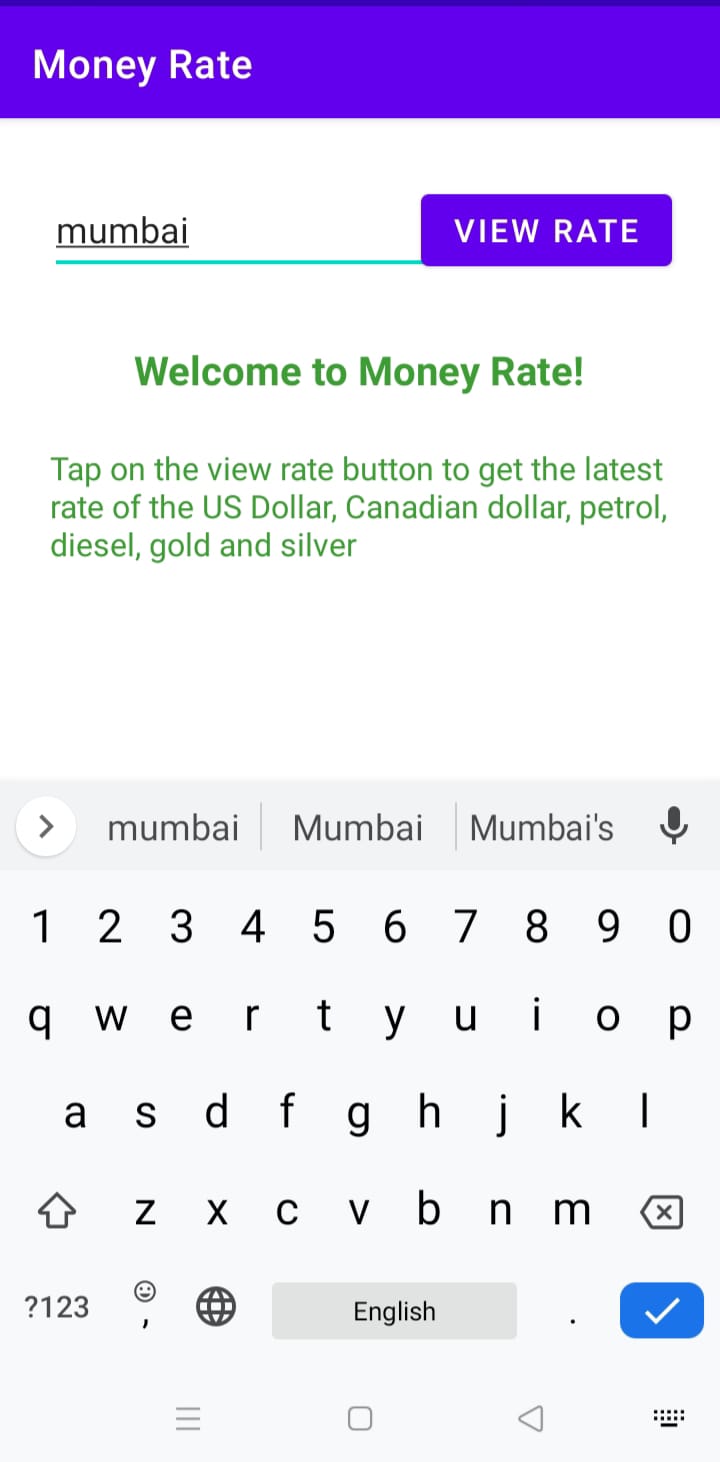 Money Rate
mumbai VIEW RATE
Welcome to Money Rate!
Tap on the view rate button to get the latest
rate of the US Dollar, Canadian dollar, petrol,
diesel, gold and silver
mumbai Mumbai Mumbai's
1 2 3 4 5 6 7 8 9 0
q w e r t y u i o p
a s d f g h j k l
z x c v b n m
?123 , English .